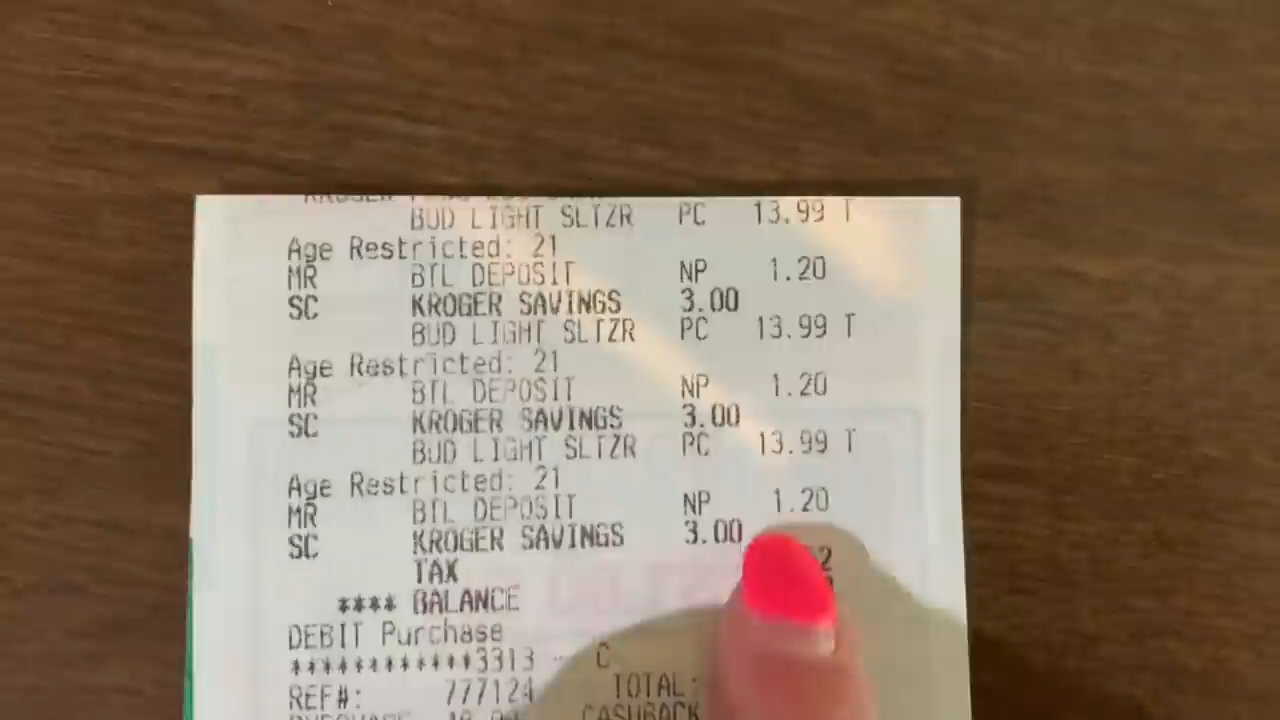 KROGER
BUD LIGHT SLTZR PC 13.99 T
Age Restricted: 21
MR BTL DEPOSIT NP 1.20
SC KROGER SAVINGS 3.00
BUD LIGHT SLTZR PC 13.99 T
Age Restricted: 21
MR BTL DEPOSIT NP 1.20
SC KROGER SAVINGS 3.00
BUD LIGHT SLTZR PC 13.99 T
Age Restricted: 21
MR BTL DEPOSIT NP 1.20
SC KROGER SAVINGS 3.00
TAX
**** BALANCE
DEBIT Purchase
************3313 - C
REF#: 777124 TOTAL:
PURCHASE CASHBACK